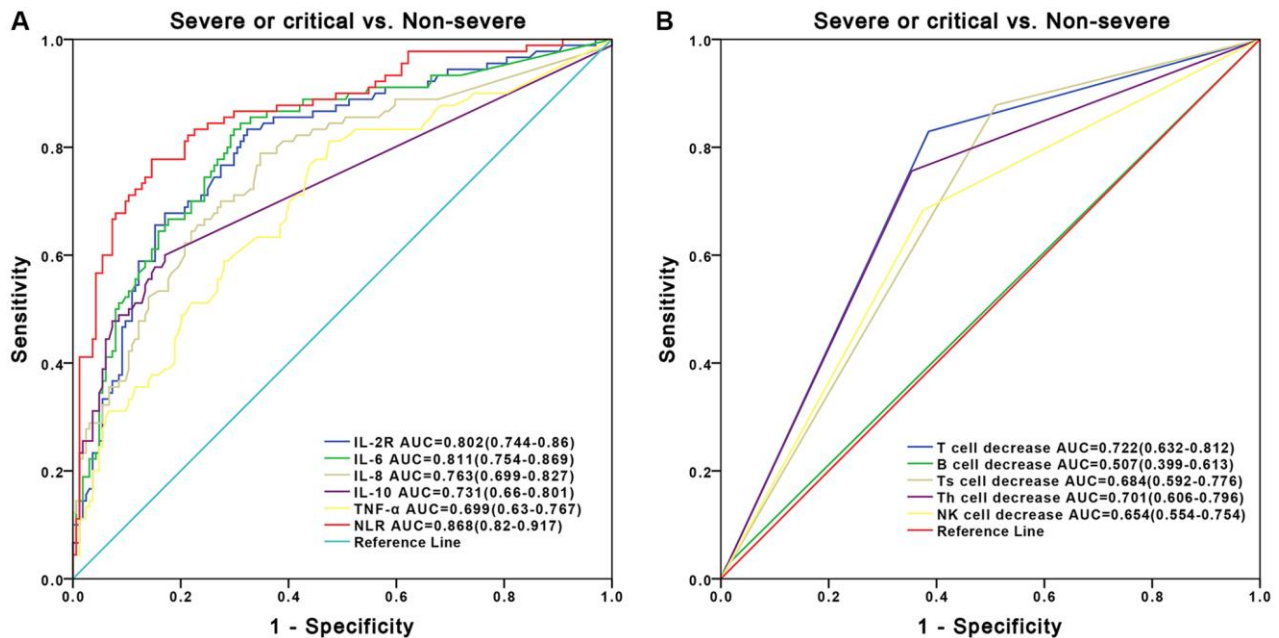 A
Severe or critical vs. Non-severe
Sensitivity
1.0
0.8
0.6
0.4
0.2
0.0
IL-2R AUC=0.802(0.744-0.86)
IL-6 AUC=0.811(0.754-0.869)
IL-8 AUC=0.763(0.699-0.827)
IL-10 AUC=0.731(0.66-0.801)
TNF-α AUC=0.699(0.63-0.767)
NLR AUC=0.868(0.82-0.917)
Reference Line
0.0 0.2 0.4 0.6 0.8 1.0
1 - Specificity
B
Severe or critical vs. Non-severe
Sensitivity
1.0
0.8
0.6
0.4
0.2
0.0
T cell decrease AUC=0.722(0.632-0.812)
B cell decrease AUC=0.507(0.399-0.613)
Ts cell decrease AUC=0.684(0.592-0.776)
Th cell decrease AUC=0.701(0.606-0.796)
NK cell decrease AUC=0.654(0.554-0.754)
Reference Line
0.0 0.2 0.4 0.6 0.8 1.0
1 - Specificity